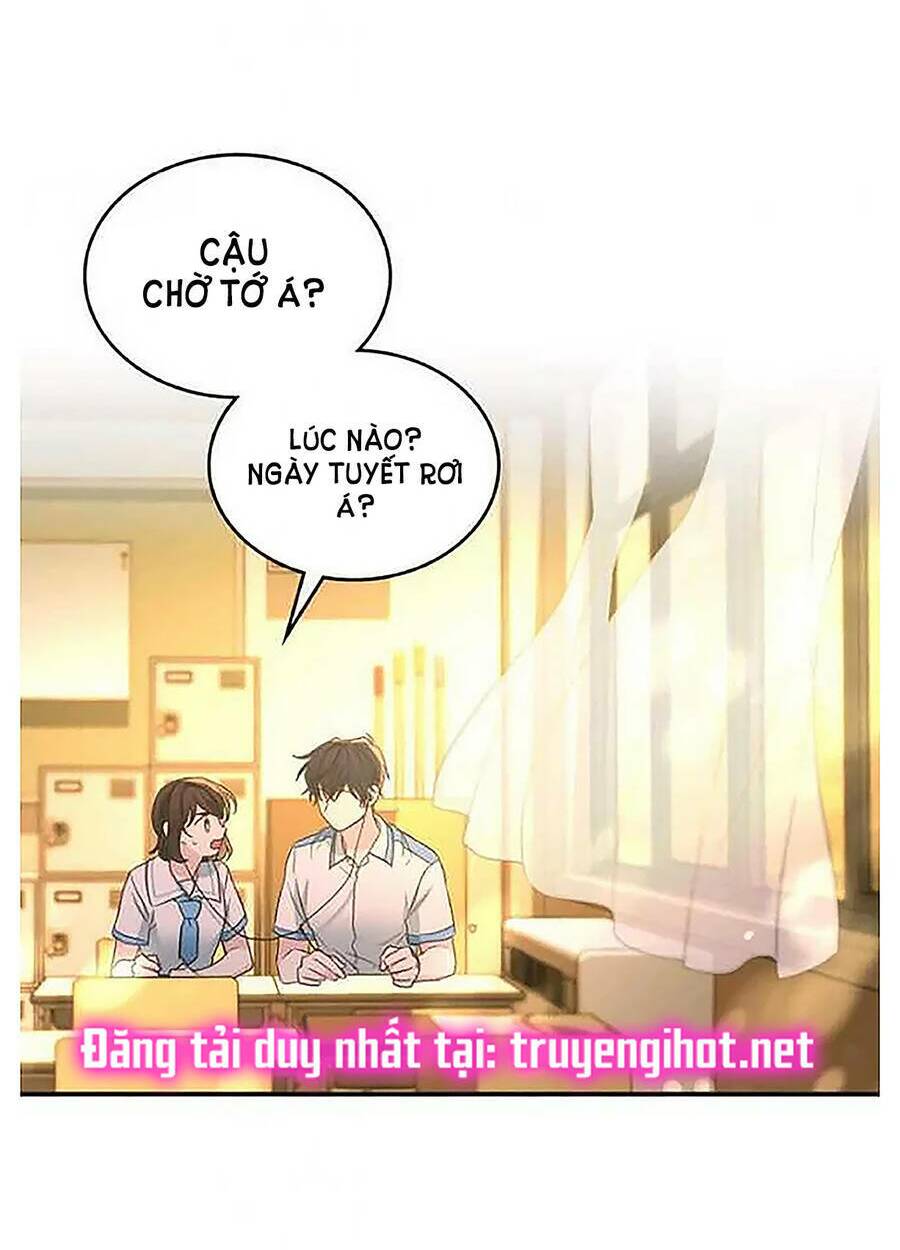 CẬU
CHỜ TỚ Á?
LÚC NÀO?
NGÀY TUYẾT RƠI
Á?
Đăng tải duy nhất tại: truyengihot.net